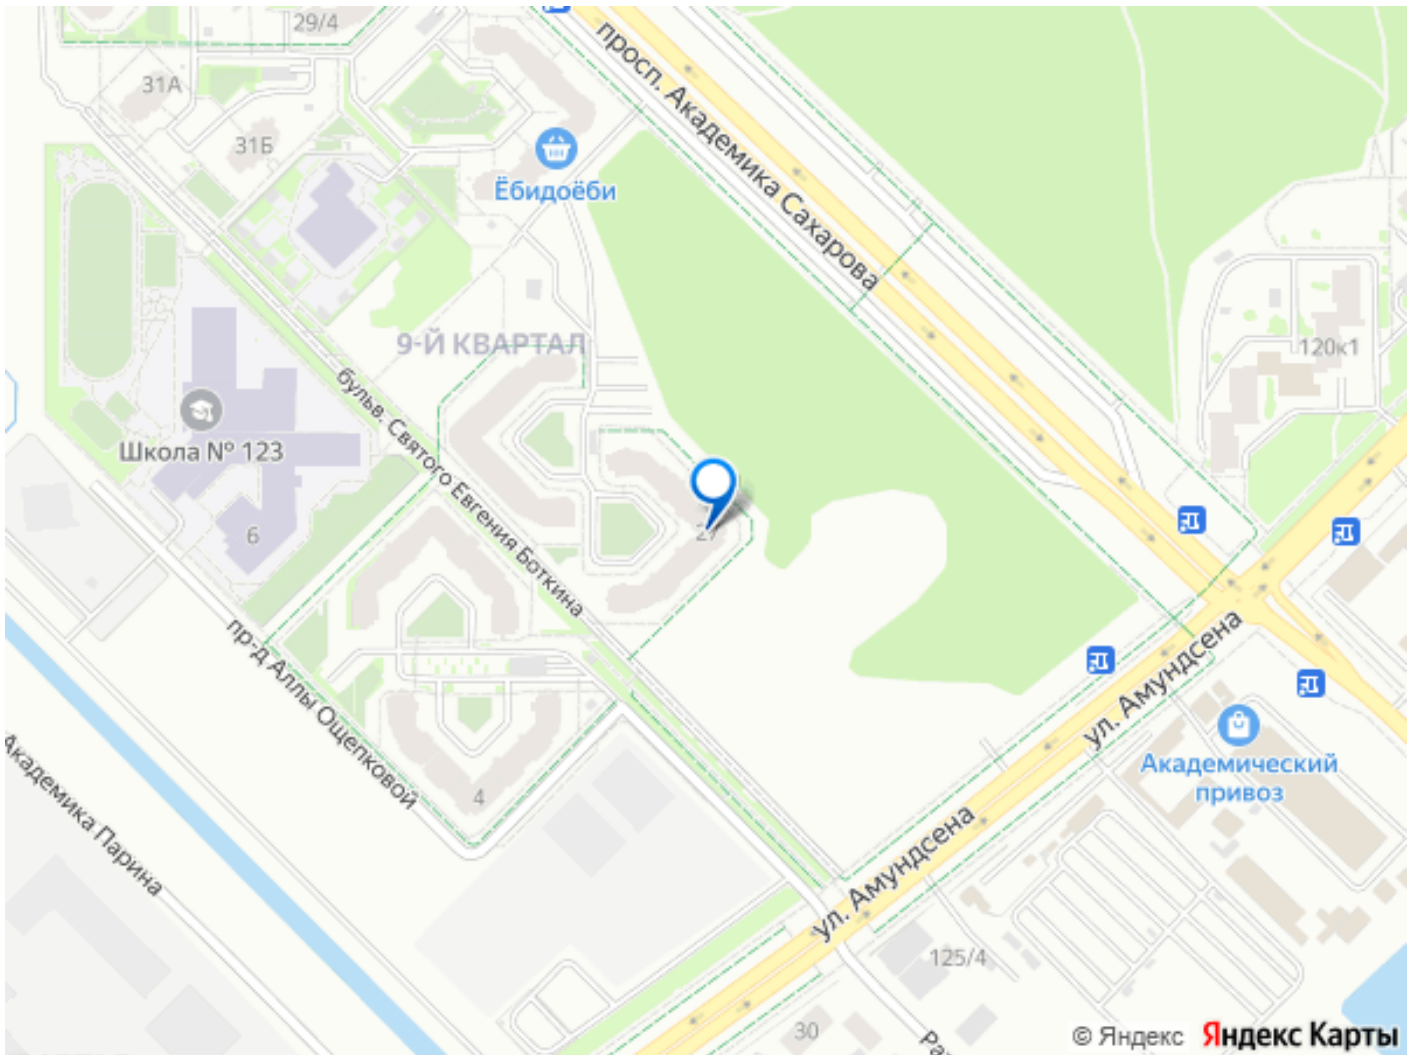 29/4
31А
31Б
просп. Академика Сахарова
Ёбидоёби
9-Й КВАРТАЛ
120к1
бульв. Святого Евгения Боткина
Школа № 123
6
27
пр-д Аллы Ощепковой
ул. Амундсена
Академический
привоз
4
Академика Парина
ул. Амундсена
125/4
30
© Яндекс
Яндекс Карты